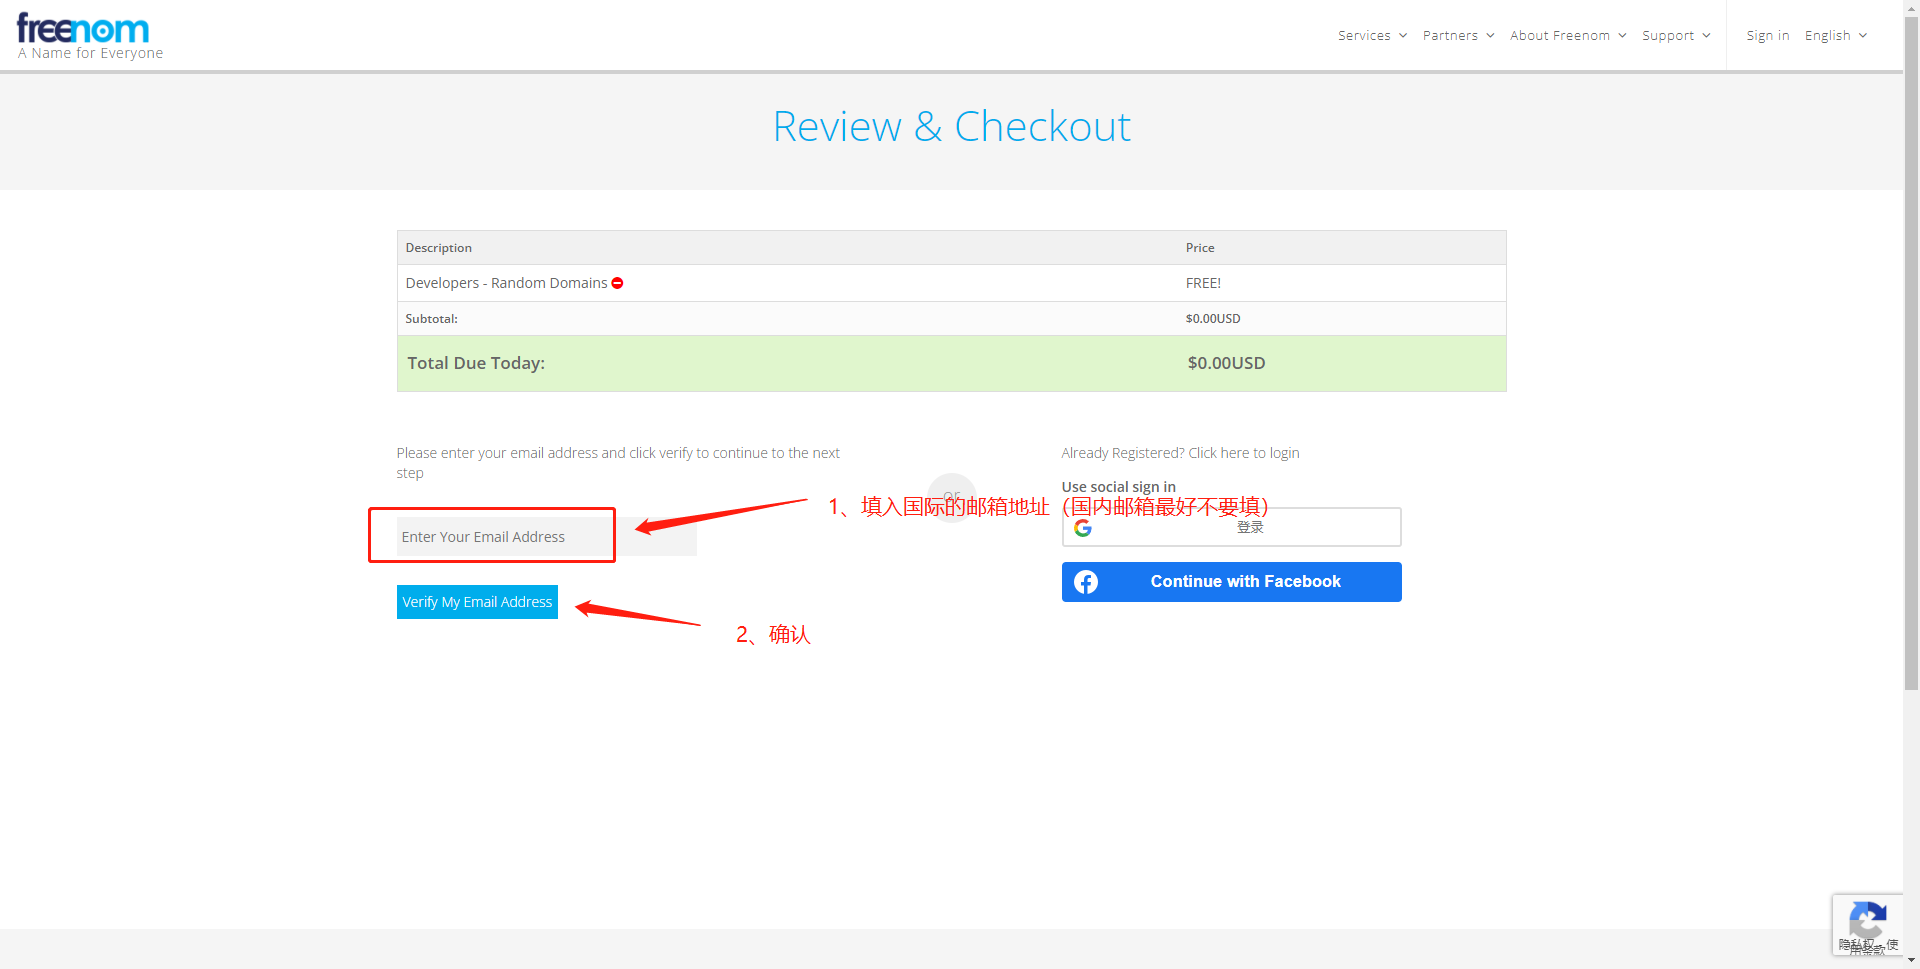 freenom
A Name for Everyone
Services Partners About Freenom Support Sign in English
Review & Checkout
Description Price
Developers - Random Domains FREE!
Subtotal: $0.00USD
Total Due Today: $0.00USD
Please enter your email address and click verify to continue to the next
step
Already Registered? Click here to login
or
Use social sign in
1、填入国际的邮箱地址（国内邮箱最好不要填）
登录
Enter Your Email Address
Continue with Facebook
Verify My Email Address
2、确认
隐私权 - 使
用条款